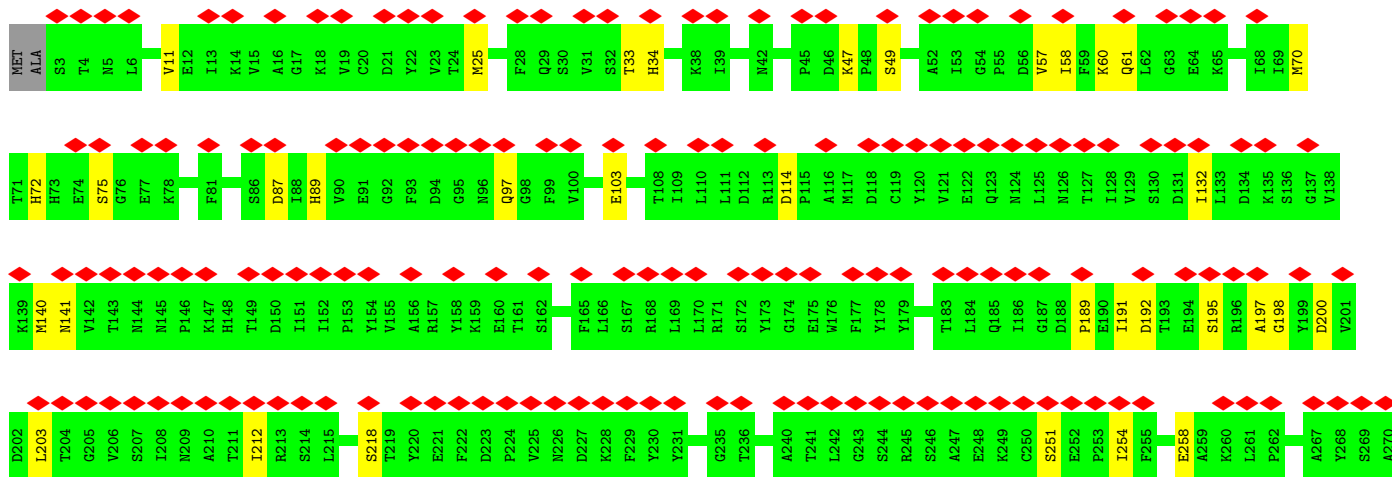 MET ALA S3 T4 N5 L6 V11 E12 I13 K14 V15 A16 G17 K18 V19 C20 D21 Y22 V23 T24 M25 F28 Q29 S30 V31 S32 T33 H34 K38 I39 N42 P45 D46 K47 P48 S49 A52 I53 G54 P55 D56 V57 I58 F59 K60 Q61 L62 G63 E64 K65 I68 I69 M70
T71 H72 H73 E74 S75 G76 E77 K78 F81 S86 D87 I88 H89 V90 E91 G92 F93 D94 G95 N96 Q97 G98 F99 V100 E103 T108 I109 L110 L111 D112 R113 D114 P115 A116 M117 D118 C119 Y120 V121 E122 Q123 N124 L125 N126 T127 I128 V129 S130 D131 I132 L133 D134 K135 S136 G137 V138
K139 M140 N141 V142 T143 N144 N145 P146 K147 H148 T149 D150 I151 I152 P153 Y154 V155 A156 R157 Y158 K159 E160 T161 S162 F165 L166 S167 R168 L169 L170 R171 S172 Y173 G174 E175 W176 F177 Y178 Y179 T183 L184 Q185 I186 G187 D188 P189 E190 I191 D192 T193 E194 S195 R196 A197 G198 Y199 D200 V201
D202 L203 T204 G205 V206 S207 I208 N209 A210 T211 I212 R213 S214 L215 S218 T219 Y220 E221 F222 D223 P224 V225 N226 D227 K228 F229 Y230 Y231 G235 T236 A240 T241 L242 G243 S244 R245 S246 A247 E248 K249 C250 S251 E252 P253 I254 F255 E258 A259 K260 L261 P262 A267 Y268 S269 A270